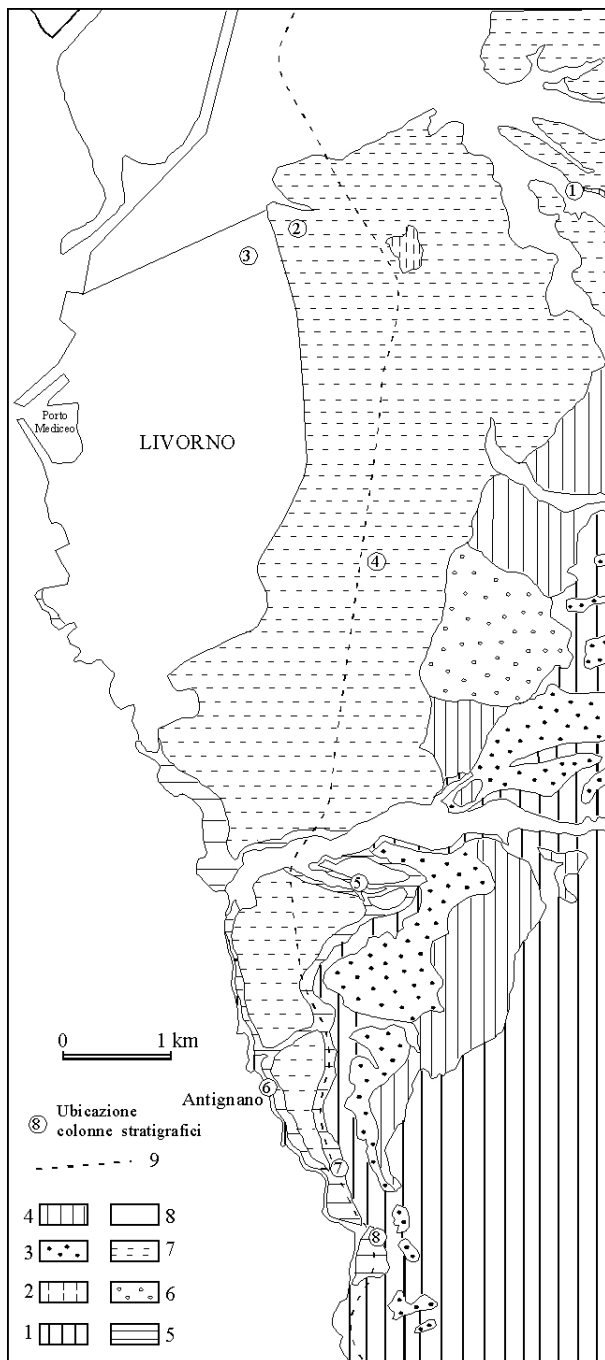 1
2
3
Porto
Mediceo
LIVORNO
4
5
0 1 km
6
Antignano
8 Ubicazione
colonne stratigrafici
7
9
8
4 8
3 7
2 6
1 5